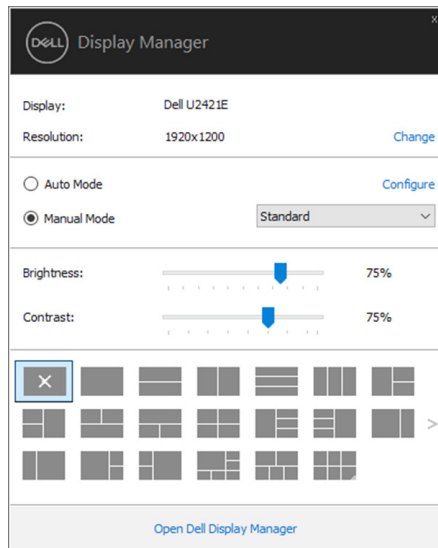 x
DELL Display Manager
Display: Dell U2421E
Resolution: 1920x1200 Change
Auto Mode Configure
Manual Mode Standard
Brightness: 75%
Contrast: 75%
Open Dell Display Manager